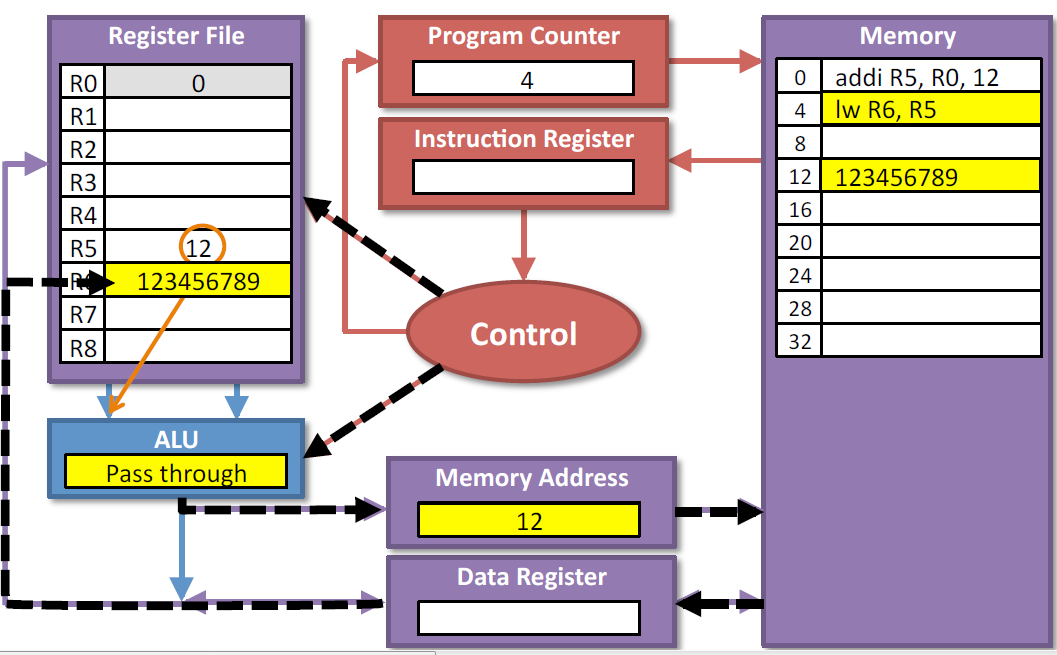 Register File
R0 0
R1
R2
R3
R4
R5 12
123456789
R7
R8
Program Counter
4
Instruction Register
Control
Memory
0 addi R5, R0, 12
4 lw R6, R5
8
12 123456789
16
20
24
28
32
ALU
Pass through
Memory Address
12
Data Register